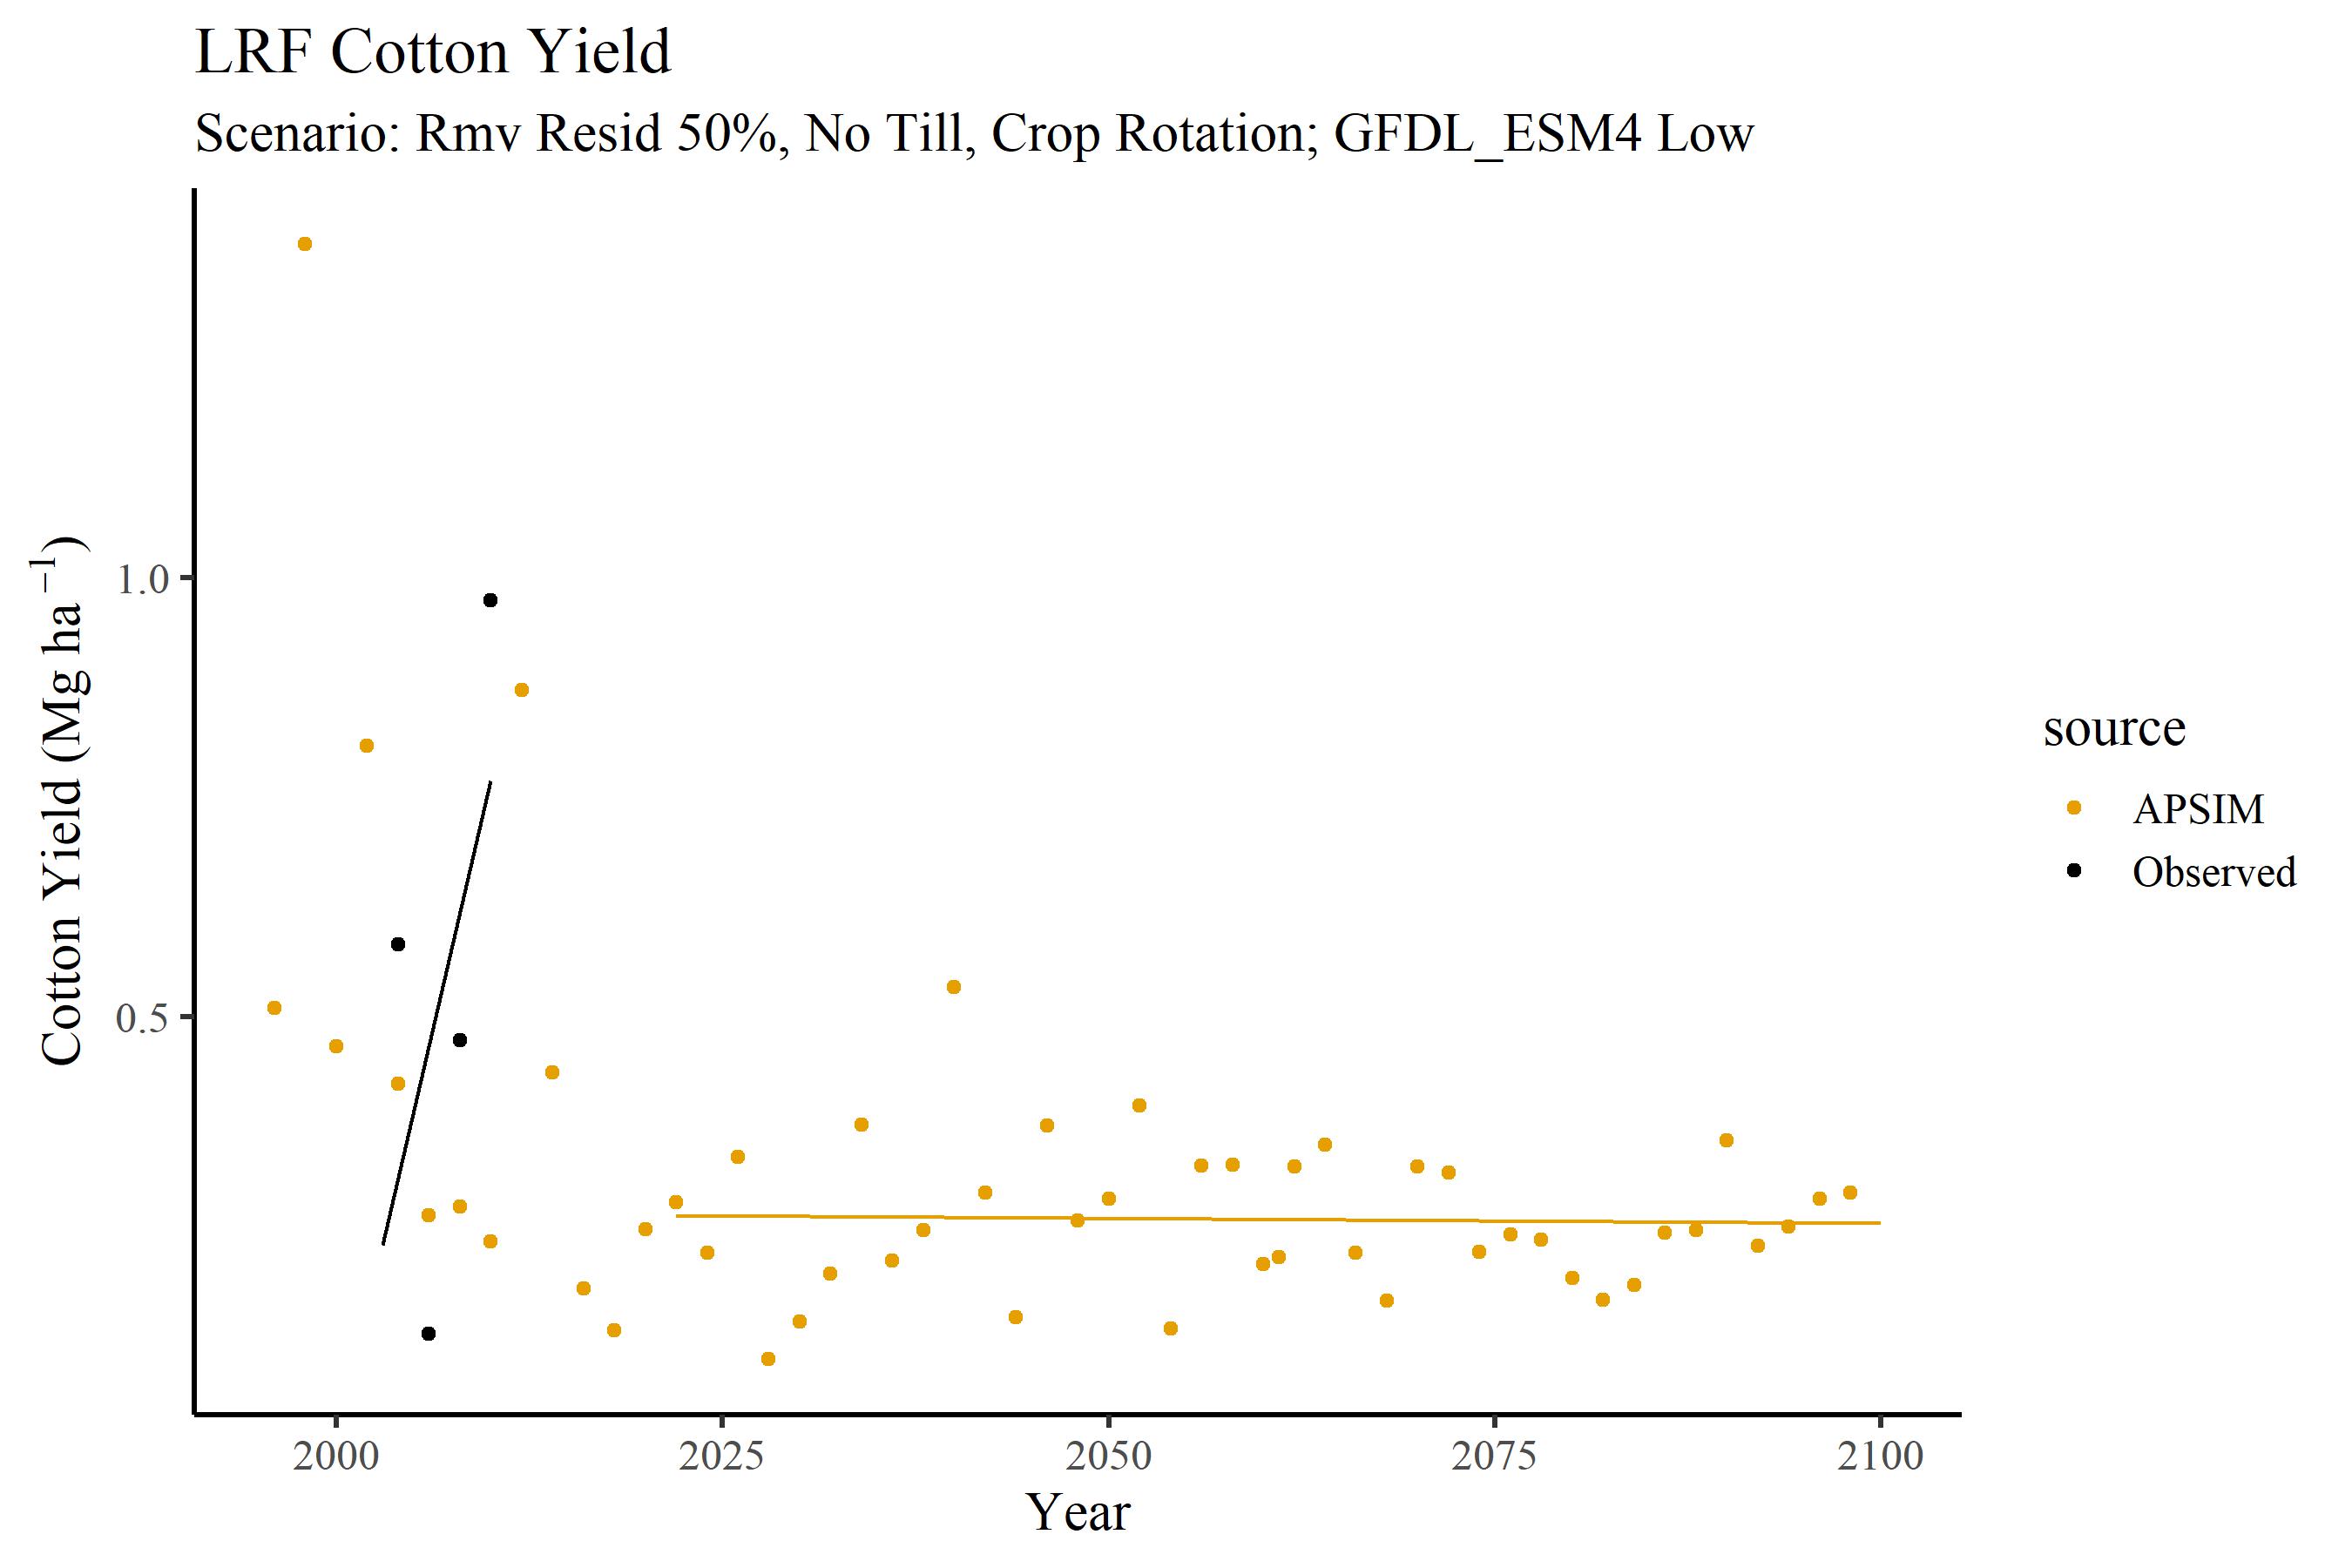 LRF Cotton Yield
Scenario: Rmv Resid 50%, No Till, Crop Rotation; GFDL_ESM4 Low
Cotton Yield (Mg ha⁻¹)
1.0
0.5
2000
2025
2050
2075
2100
Year
source
APSIM
Observed